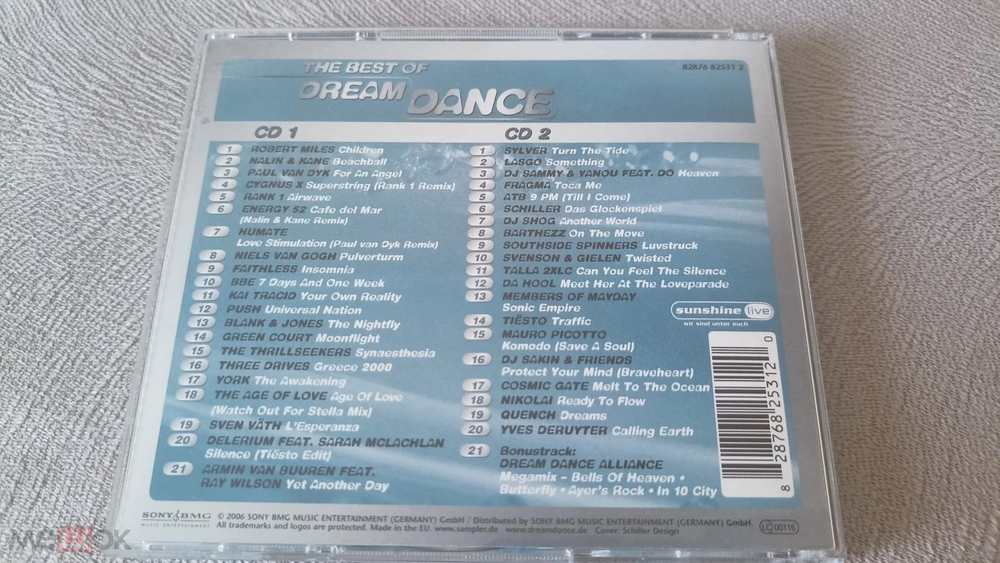 THE BEST OF
DREAM DANCE
82876 82531 2
CD 1
1 ROBERT MILES Children
2 NALIN & KANE Beachball
3 PAUL VAN DYK For An Angel
4 CYGNUS X Superstring (Rank 1 Remix)
5 RANK 1 Airwave
6 ENERGY 52 Cafe del Mar
(Nalin & Kane Remix)
7 HUMATE
Love Stimulation (Paul van Dyk Remix)
8 NIELS VAN GOGH Pulverturm
9 FAITHLESS Insomnia
10 BBE 7 Days And One Week
11 KAI TRACID Your Own Reality
12 PUSH Universal Nation
13 BLANK & JONES The Nightfly
14 GREEN COURT Moonflight
15 THE THRILLSEEKERS Synaesthesia
16 THREE DRIVES Greece 2000
17 YORK The Awakening
18 THE AGE OF LOVE Age Of Love
(Watch Out For Stella Mix)
19 SVEN VÄTH L'Esperanza
20 DELERIUM FEAT. SARAH MCLACHLAN
Silence (Tiësto Edit)
21 ARMIN VAN BUUREN FEAT.
RAY WILSON Yet Another Day
CD 2
1 SYLVER Turn The Tide
2 LASGO Something
3 DJ SAMMY & YANOU FEAT. DO Heaven
4 FRAGMA Toca Me
5 ATB 9 PM (Till I Come)
6 SCHILLER Das Glockenspiel
7 DJ SHOG Another World
8 BARTHEZZ On The Move
9 SOUTHSIDE SPINNERS Luvstruck
10 SVENSON & GIELEN Twisted
11 TALLA 2XLC Can You Feel The Silence
12 DA HOOL Meet Her At The Loveparade
13 MEMBERS OF MAYDAY
Sonic Empire
14 TIËSTO Traffic
15 MAURO PICOTTO
Komodo (Save A Soul)
16 DJ SAKIN & FRIENDS
Protect Your Mind (Braveheart)
17 COSMIC GATE Melt To The Ocean
18 NIKOLAI Ready To Flow
19 QUENCH Dreams
20 YVES DERUYTER Calling Earth
21 Bonustrack:
DREAM DANCE ALLIANCE
Megamix - Bells Of Heaven •
Butterfly • Ayer's Rock • In 10 City
sunshine live
wir sind unter euch
8 28768 25312 0
SONY BMG
MUSIC ENTERTAINMENT
© 2006 SONY BMG MUSIC ENTERTAINMENT (GERMANY) GmbH / Distributed by SONY BMG MUSIC ENTERTAINMENT (GERMANY) GmbH.
All trademarks and logos are protected. Made in the EU. www.sampler.de www.dreamdance.de Cover: Schiller Design
LC 00116